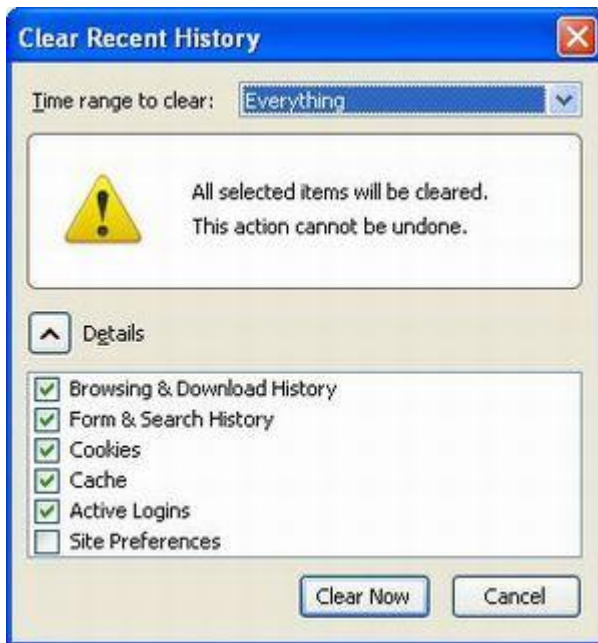 Clear Recent History
Time range to clear: Everything
All selected items will be cleared.
This action cannot be undone.
Details
Browsing & Download History
Form & Search History
Cookies
Cache
Active Logins
Site Preferences
Clear Now Cancel